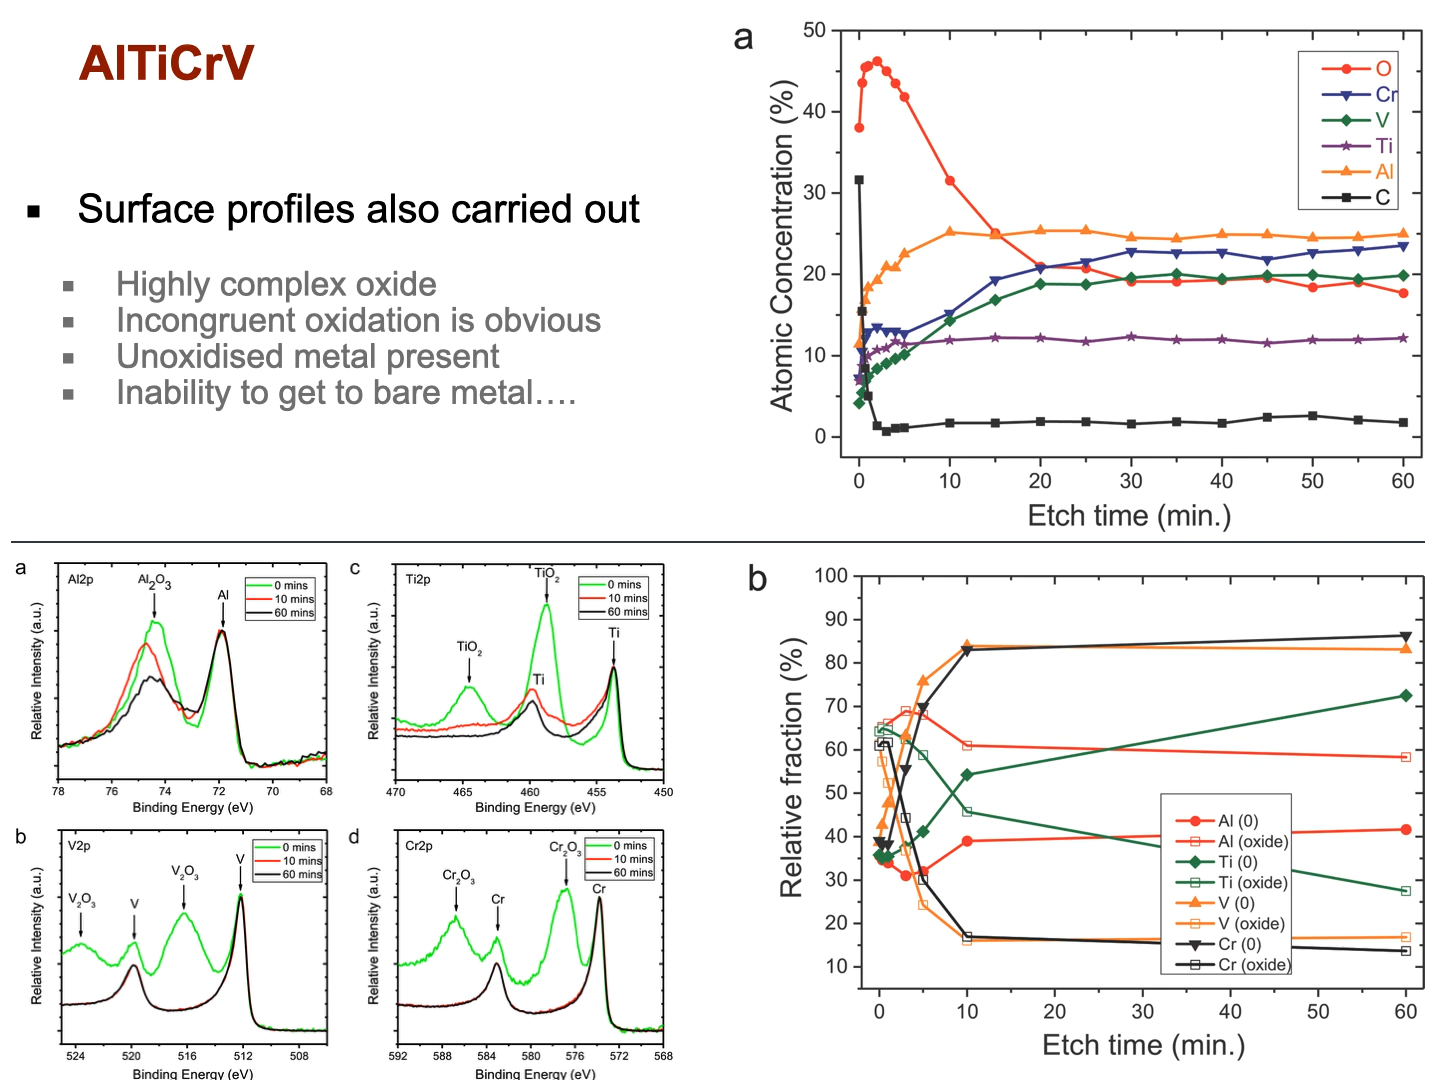 AlTiCrV
▪ Surface profiles also carried out
▪ Highly complex oxide
▪ Incongruent oxidation is obvious
▪ Unoxidised metal present
▪ Inability to get to bare metal….
a
50
40
30
20
10
0
Atomic Concentration (%)
O
Cr
V
Ti
Al
C
0 10 20 30 40 50 60
Etch time (min.)
a
Al2p
Al2O3
Al
0 mins
10 mins
60 mins
Relative Intensity (a.u.)
78 76 74 72 70 68
Binding Energy (eV)
c
Ti2p
TiO2
TiO2
Ti
Ti
0 mins
10 mins
60 mins
Relative Intensity (a.u.)
470 465 460 455 450
Binding Energy (eV)
b
V2p
V2O3
V
V2O3
V
0 mins
10 mins
60 mins
Relative Intensity (a.u.)
524 520 516 512 508
Binding Energy (eV)
d
Cr2p
Cr2O3
Cr
Cr2O3
Cr
0 mins
10 mins
60 mins
Relative Intensity (a.u.)
592 588 584 580 576 572 568
Binding Energy (eV)
b
100
90
80
70
60
50
40
30
20
10
Relative fraction (%)
Al (0)
Al (oxide)
Ti (0)
Ti (oxide)
V (0)
V (oxide)
Cr (0)
Cr (oxide)
0 10 20 30 40 50 60
Etch time (min.)